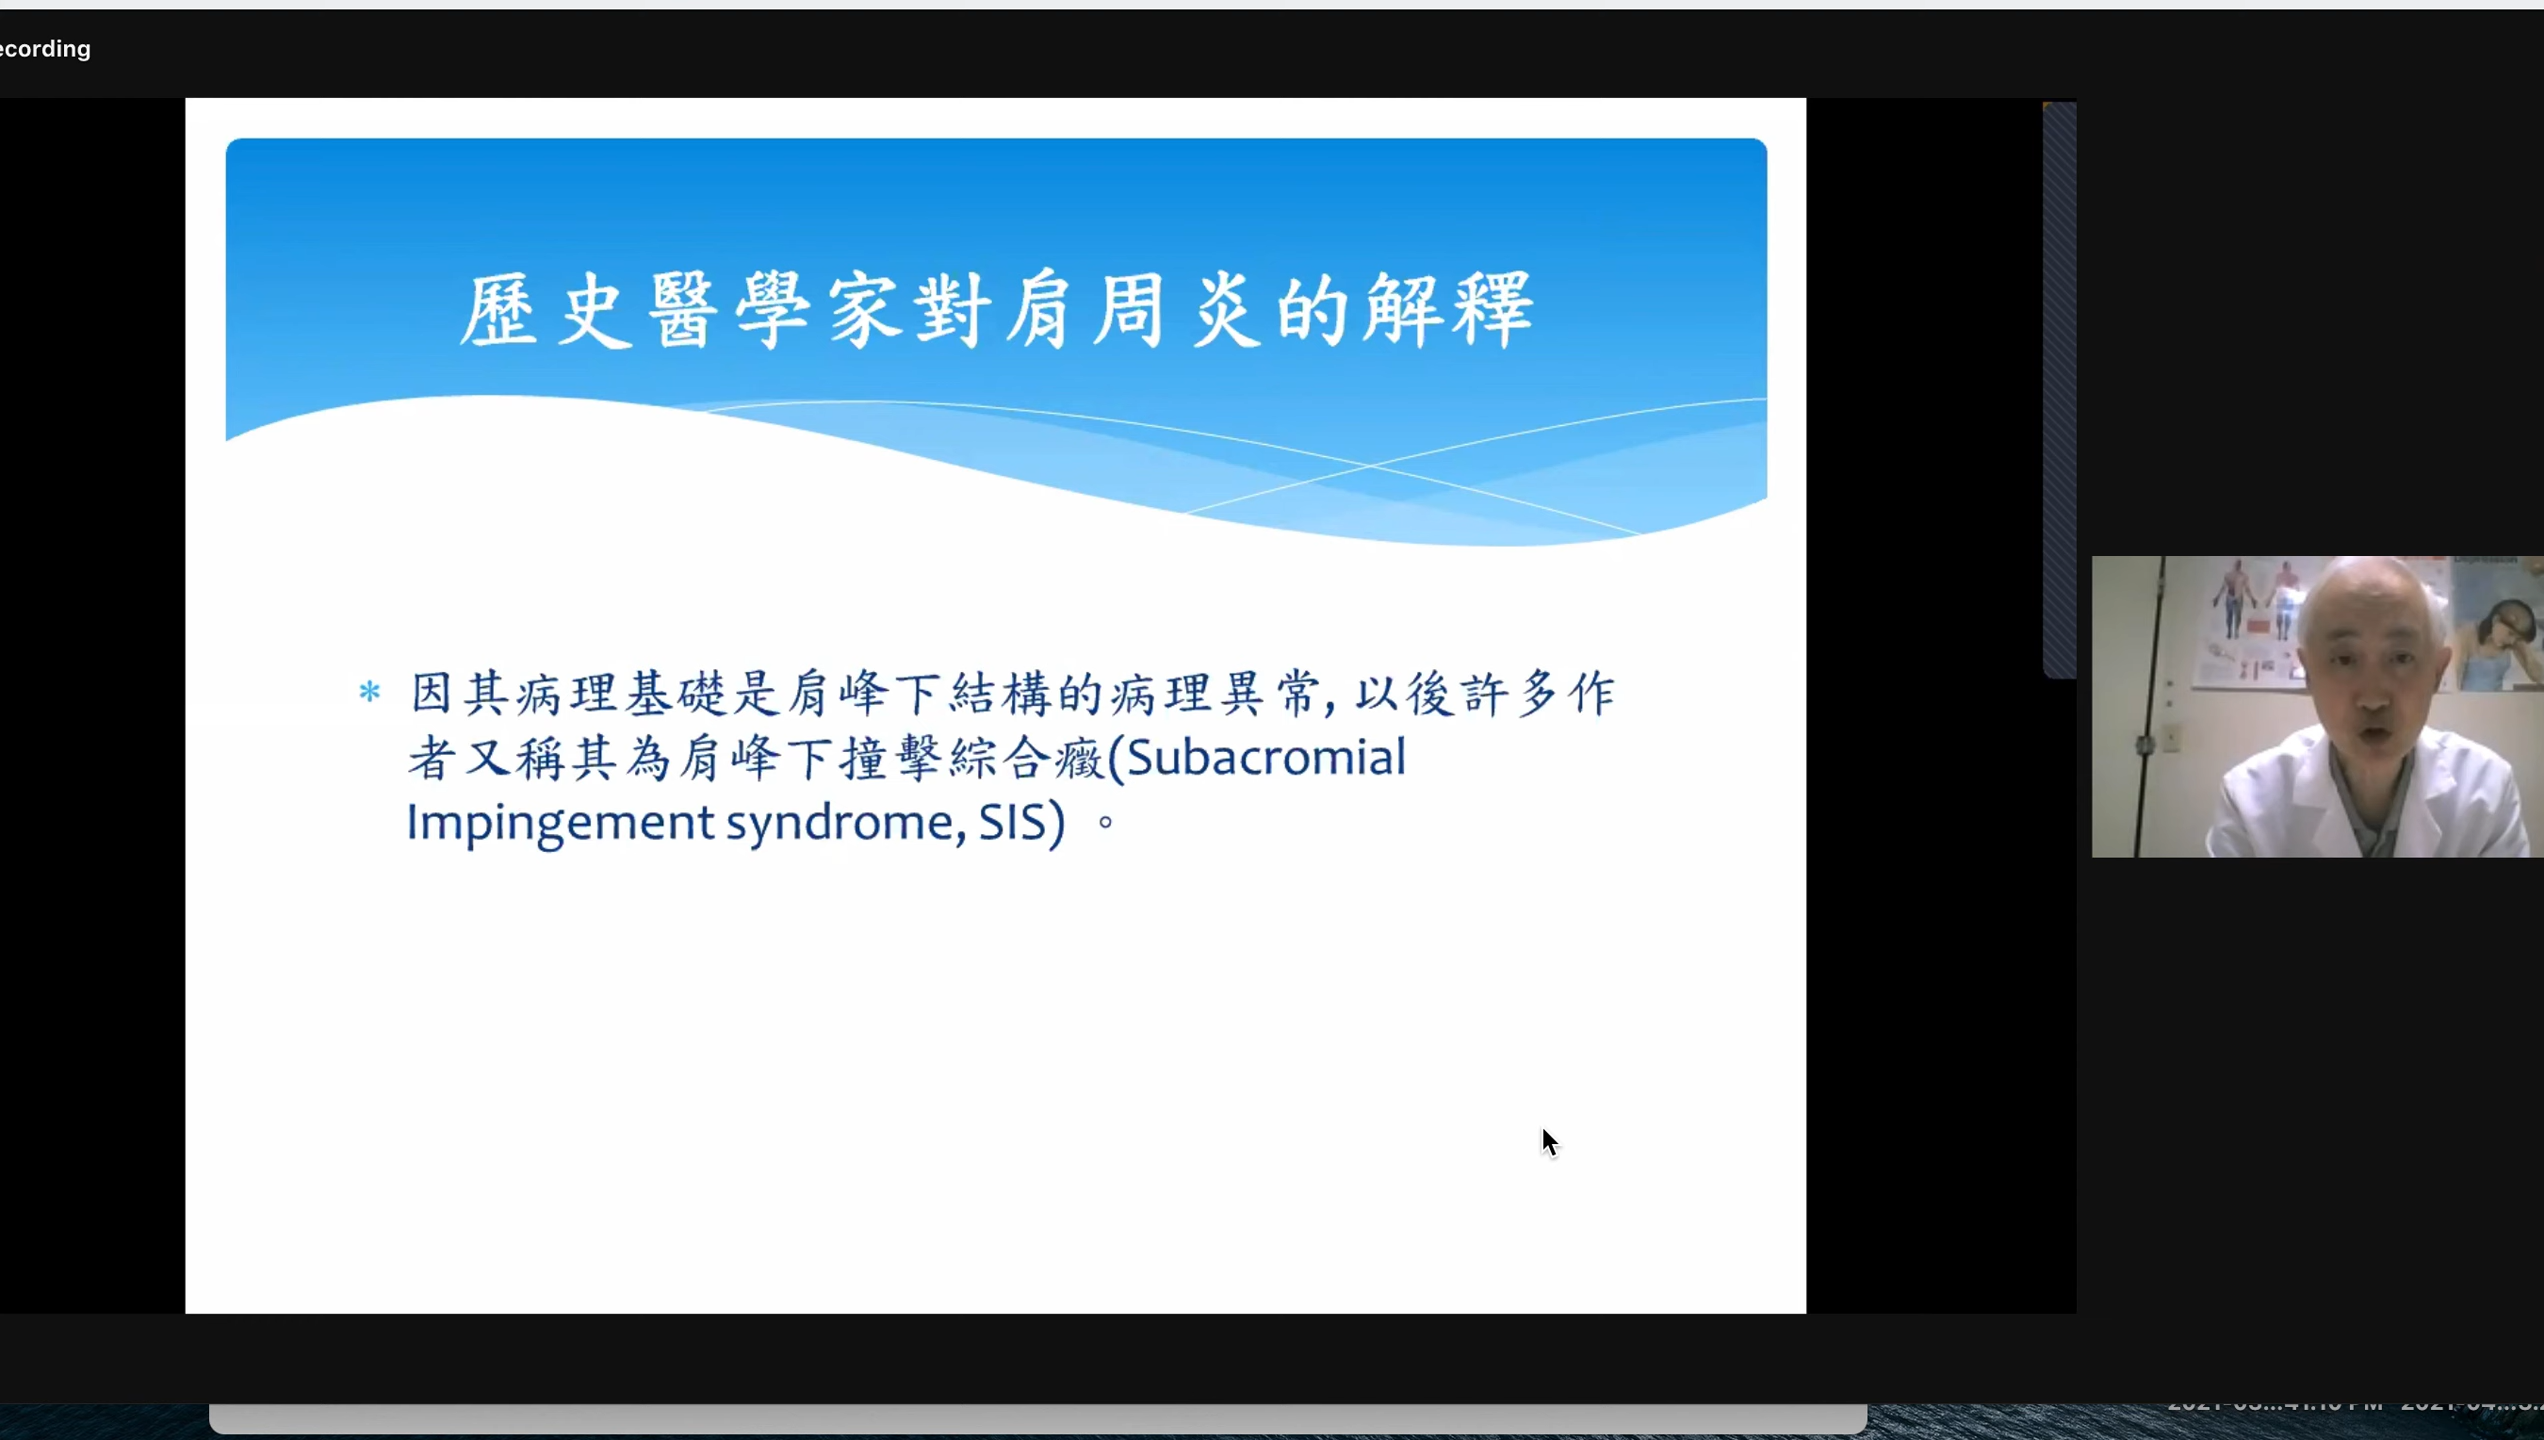 ecording
歷史醫學家對肩周炎的解釋
* 因其病理基礎是肩峰下結構的病理異常, 以後許多作
者又稱其為肩峰下撞擊綜合癥(Subacromial
Impingement syndrome, SIS) 。